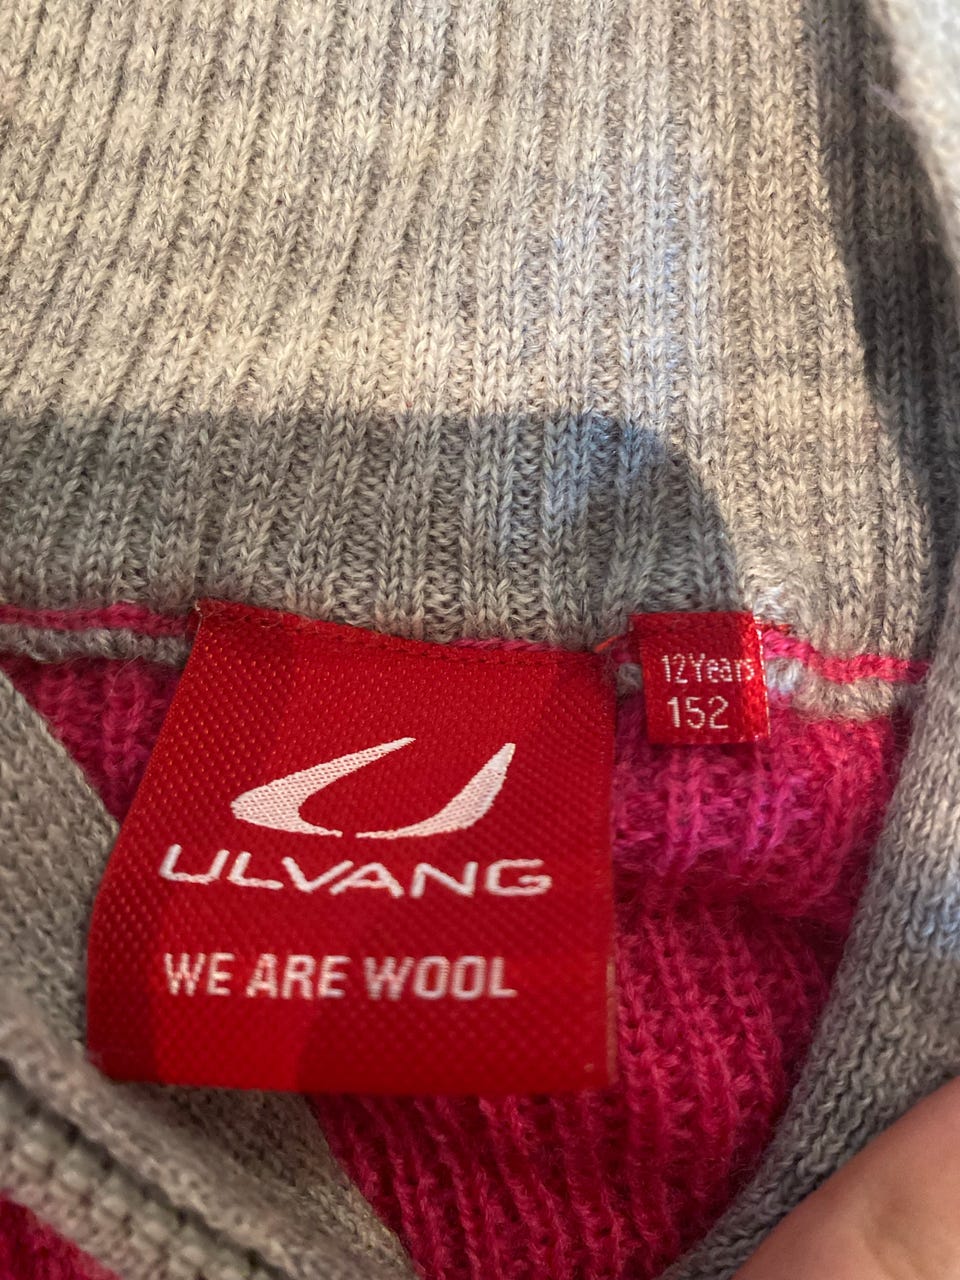 12Years
152
ULVANG
WE ARE WOOL